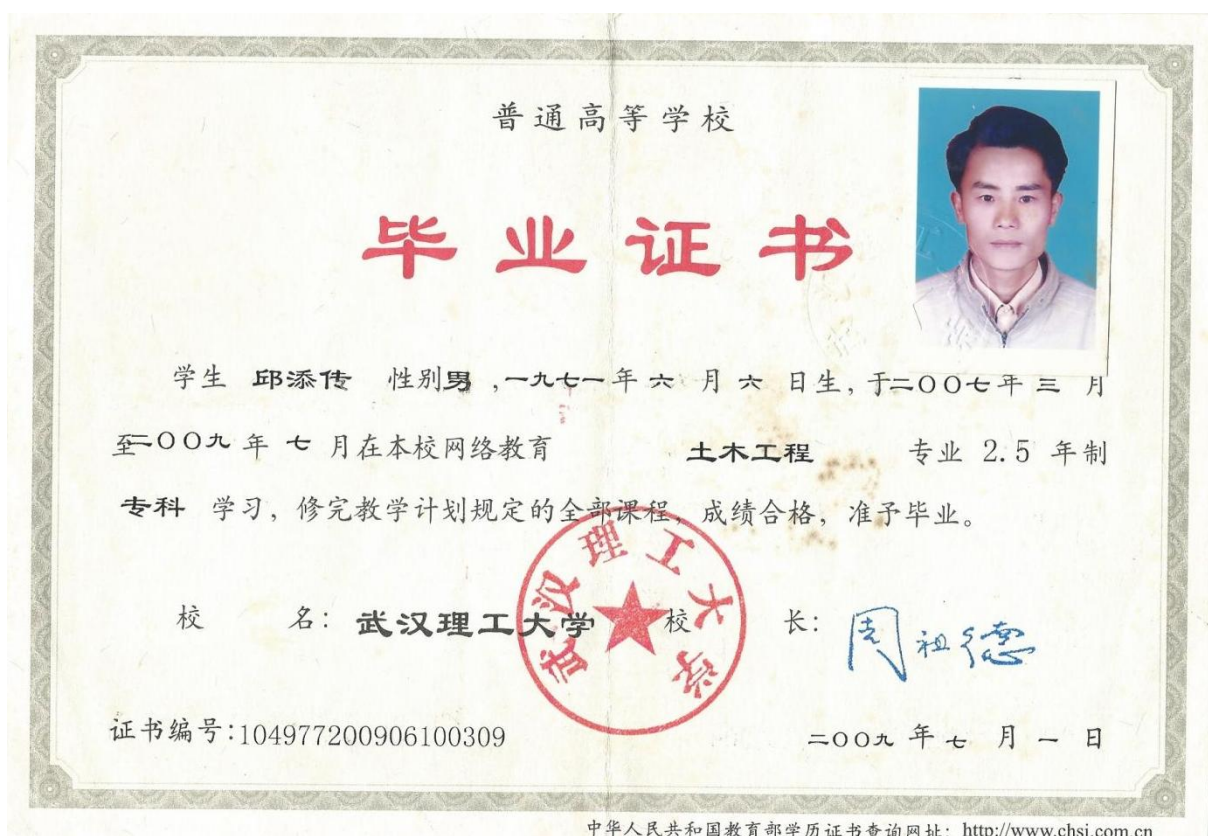 普通高等学校
毕业证书
学生 邱添传 性别男,一九七一年六月六日生,于二〇〇七年三月
至二〇〇九年七月在本校网络教育 土木工程 专业 2.5 年制
专科 学习,修完教学计划规定的全部课程,成绩合格,准予毕业。
校 名:武汉理工大学 校 长:周祖德
武汉理工大学
证书编号:104977200906100309 二〇〇九年七月一日
中华人民共和国教育部学历证书查询网址:http://www.chsi.com.cn